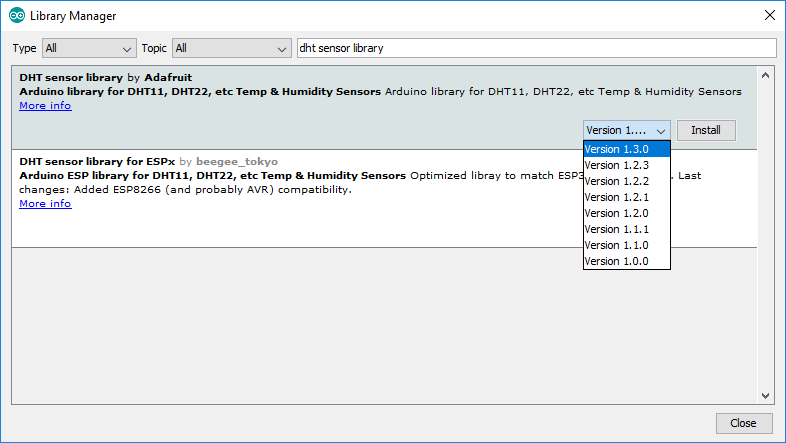 Library Manager
Type All Topic All dht sensor library
DHT sensor library by Adafruit
Arduino library for DHT11, DHT22, etc Temp & Humidity Sensors Arduino library for DHT11, DHT22, etc Temp & Humidity Sensors
More info
Version 1.... Install
Version 1.3.0
Version 1.2.3
Version 1.2.2
Version 1.2.1
Version 1.2.0
Version 1.1.1
Version 1.1.0
Version 1.0.0
DHT sensor library for ESPx by beegee_tokyo
Arduino ESP library for DHT11, DHT22, etc Temp & Humidity Sensors Optimized libray to match . Last
changes: Added ESP8266 (and probably AVR) compatibility.
More info
Close